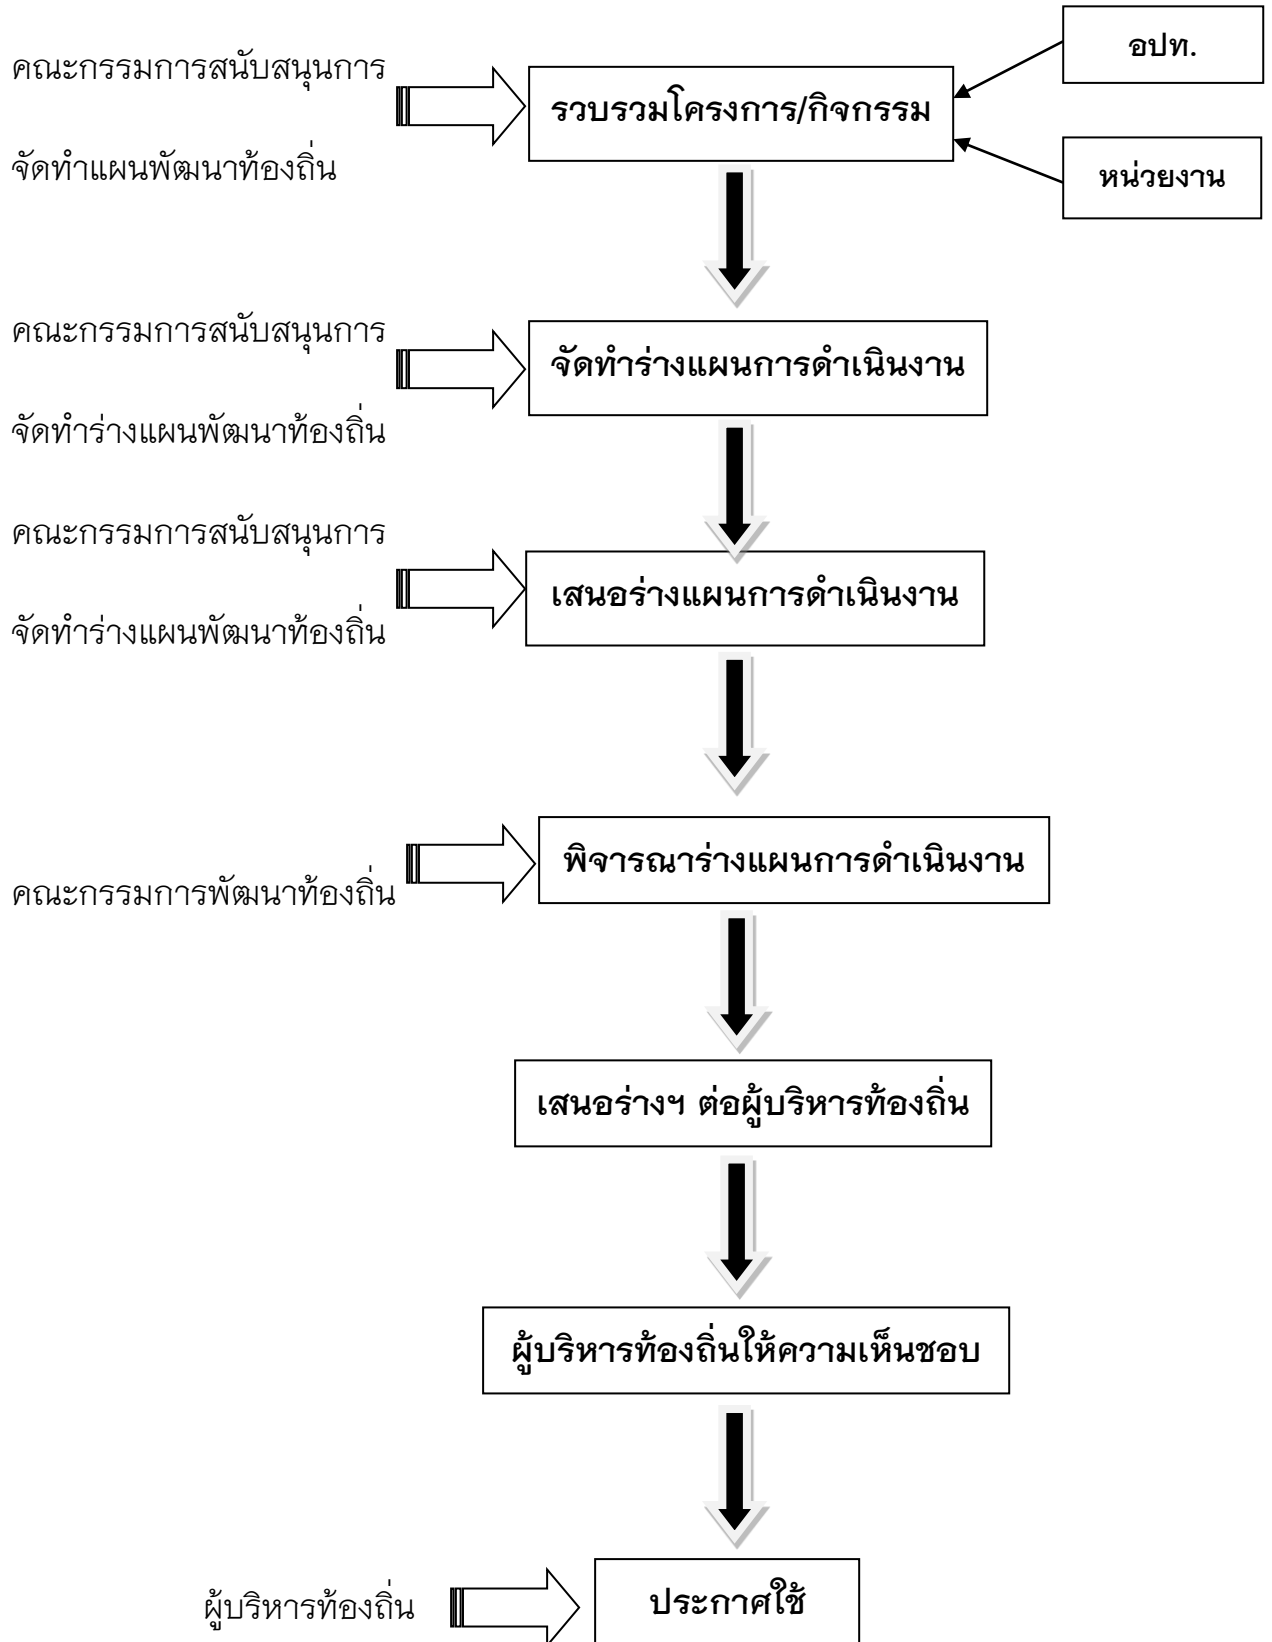 อปท.
คณะกรรมการสนับสนุนการ
รวบรวมโครงการ/กิจกรรม
จัดทำแผนพัฒนาท้องถิ่น
หน่วยงาน
คณะกรรมการสนับสนุนการ
จัดทำร่างแผนการดำเนินงาน
จัดทำร่างแผนพัฒนาท้องถิ่น
คณะกรรมการสนับสนุนการ
เสนอร่างแผนการดำเนินงาน
จัดทำร่างแผนพัฒนาท้องถิ่น
พิจารณาร่างแผนการดำเนินงาน
คณะกรรมการพัฒนาท้องถิ่น
เสนอร่างฯ ต่อผู้บริหารท้องถิ่น
ผู้บริหารท้องถิ่นให้ความเห็นชอบ
ผู้บริหารท้องถิ่น
ประกาศใช้